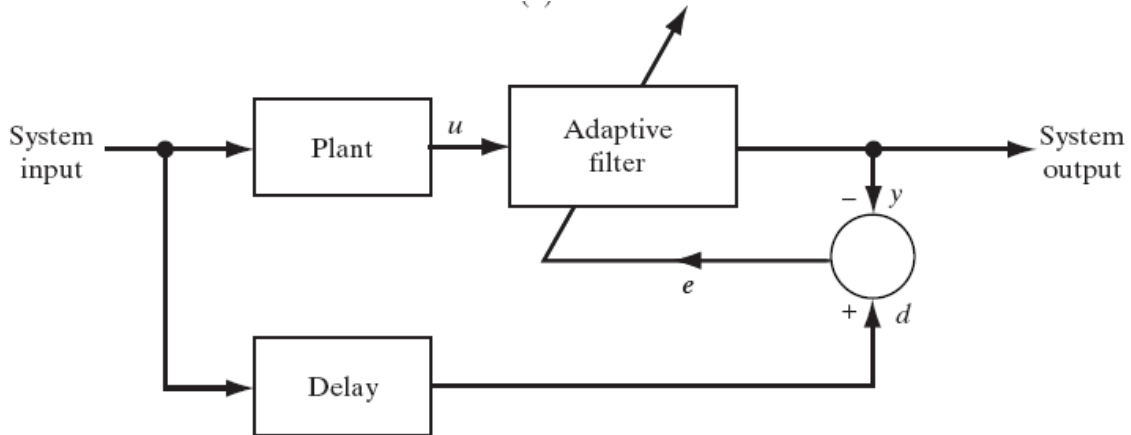 System
input
Plant
u
Adaptive
filter
System
output
− y
e
+ d
Delay